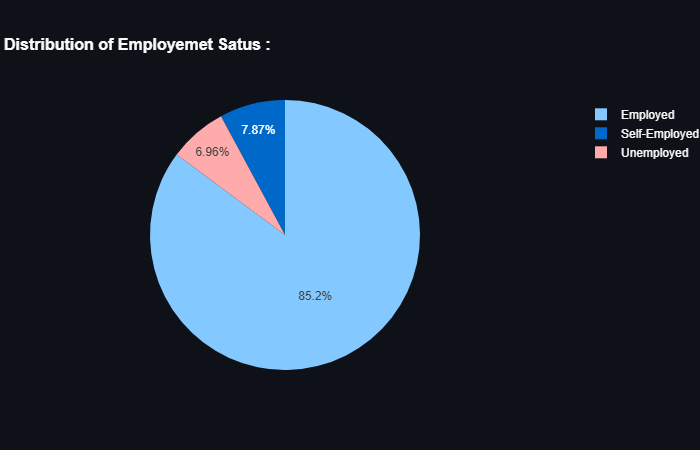 Distribution of Employemet Satus :
Employed
Self-Employed
Unemployed
7.87%
6.96%
85.2%